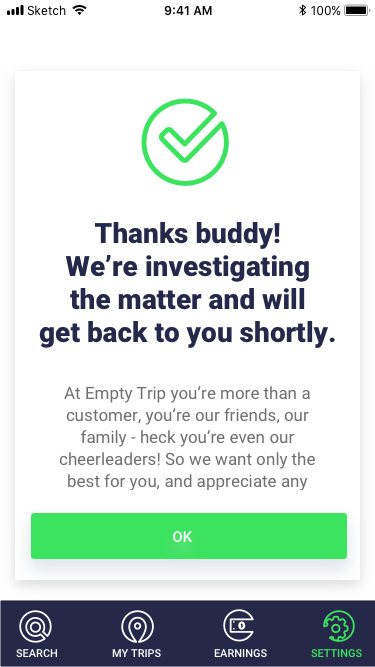 Sketch 9:41 AM 100%
Thanks buddy!
We’re investigating
the matter and will
get back to you shortly.
At Empty Trip you’re more than a
customer, you’re our friends, our
family - heck you’re even our
cheerleaders! So we want only the
best for you, and appreciate any
OK
SEARCH MY TRIPS EARNINGS SETTINGS